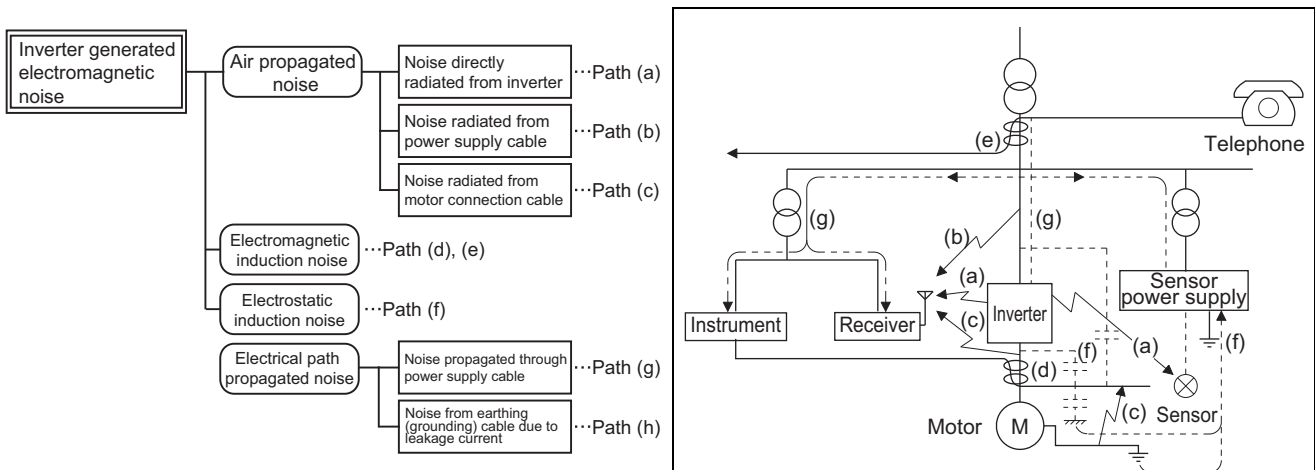 Inverter generated
electromagnetic
noise
Air propagated
noise
Noise directly
radiated from inverter
···Path (a)
Noise radiated from
power supply cable
···Path (b)
Noise radiated from
motor connection cable
···Path (c)
Electromagnetic
induction noise
···Path (d), (e)
Electrostatic
induction noise
···Path (f)
Electrical path
propagated noise
Noise propagated through
power supply cable
···Path (g)
Noise from earthing
(grounding) cable due to
leakage current
···Path (h)
(e)
Telephone
(g)
(g)
(b)
(a)
Sensor
power supply
Instrument
Receiver
(c)
Inverter
(f)
(a)
(f)
(d)
(c)
Sensor
Motor
M